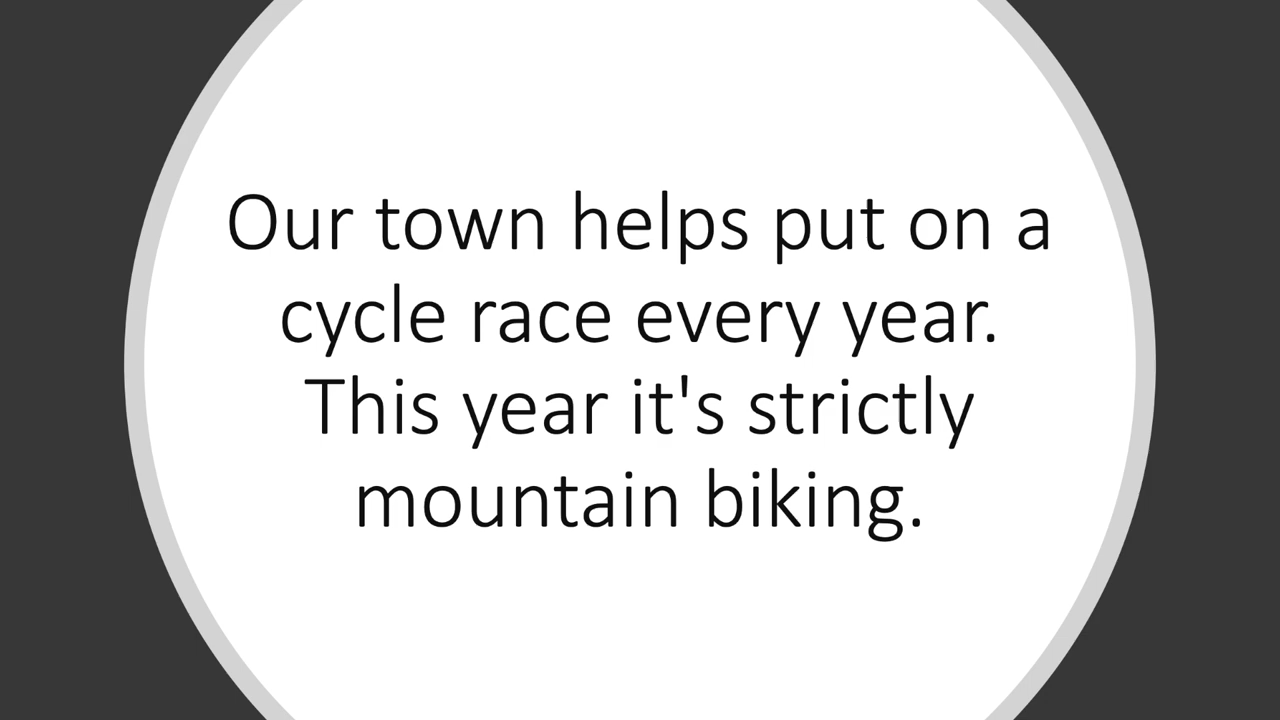 Our town helps put on a
cycle race every year.
This year it's strictly
mountain biking.